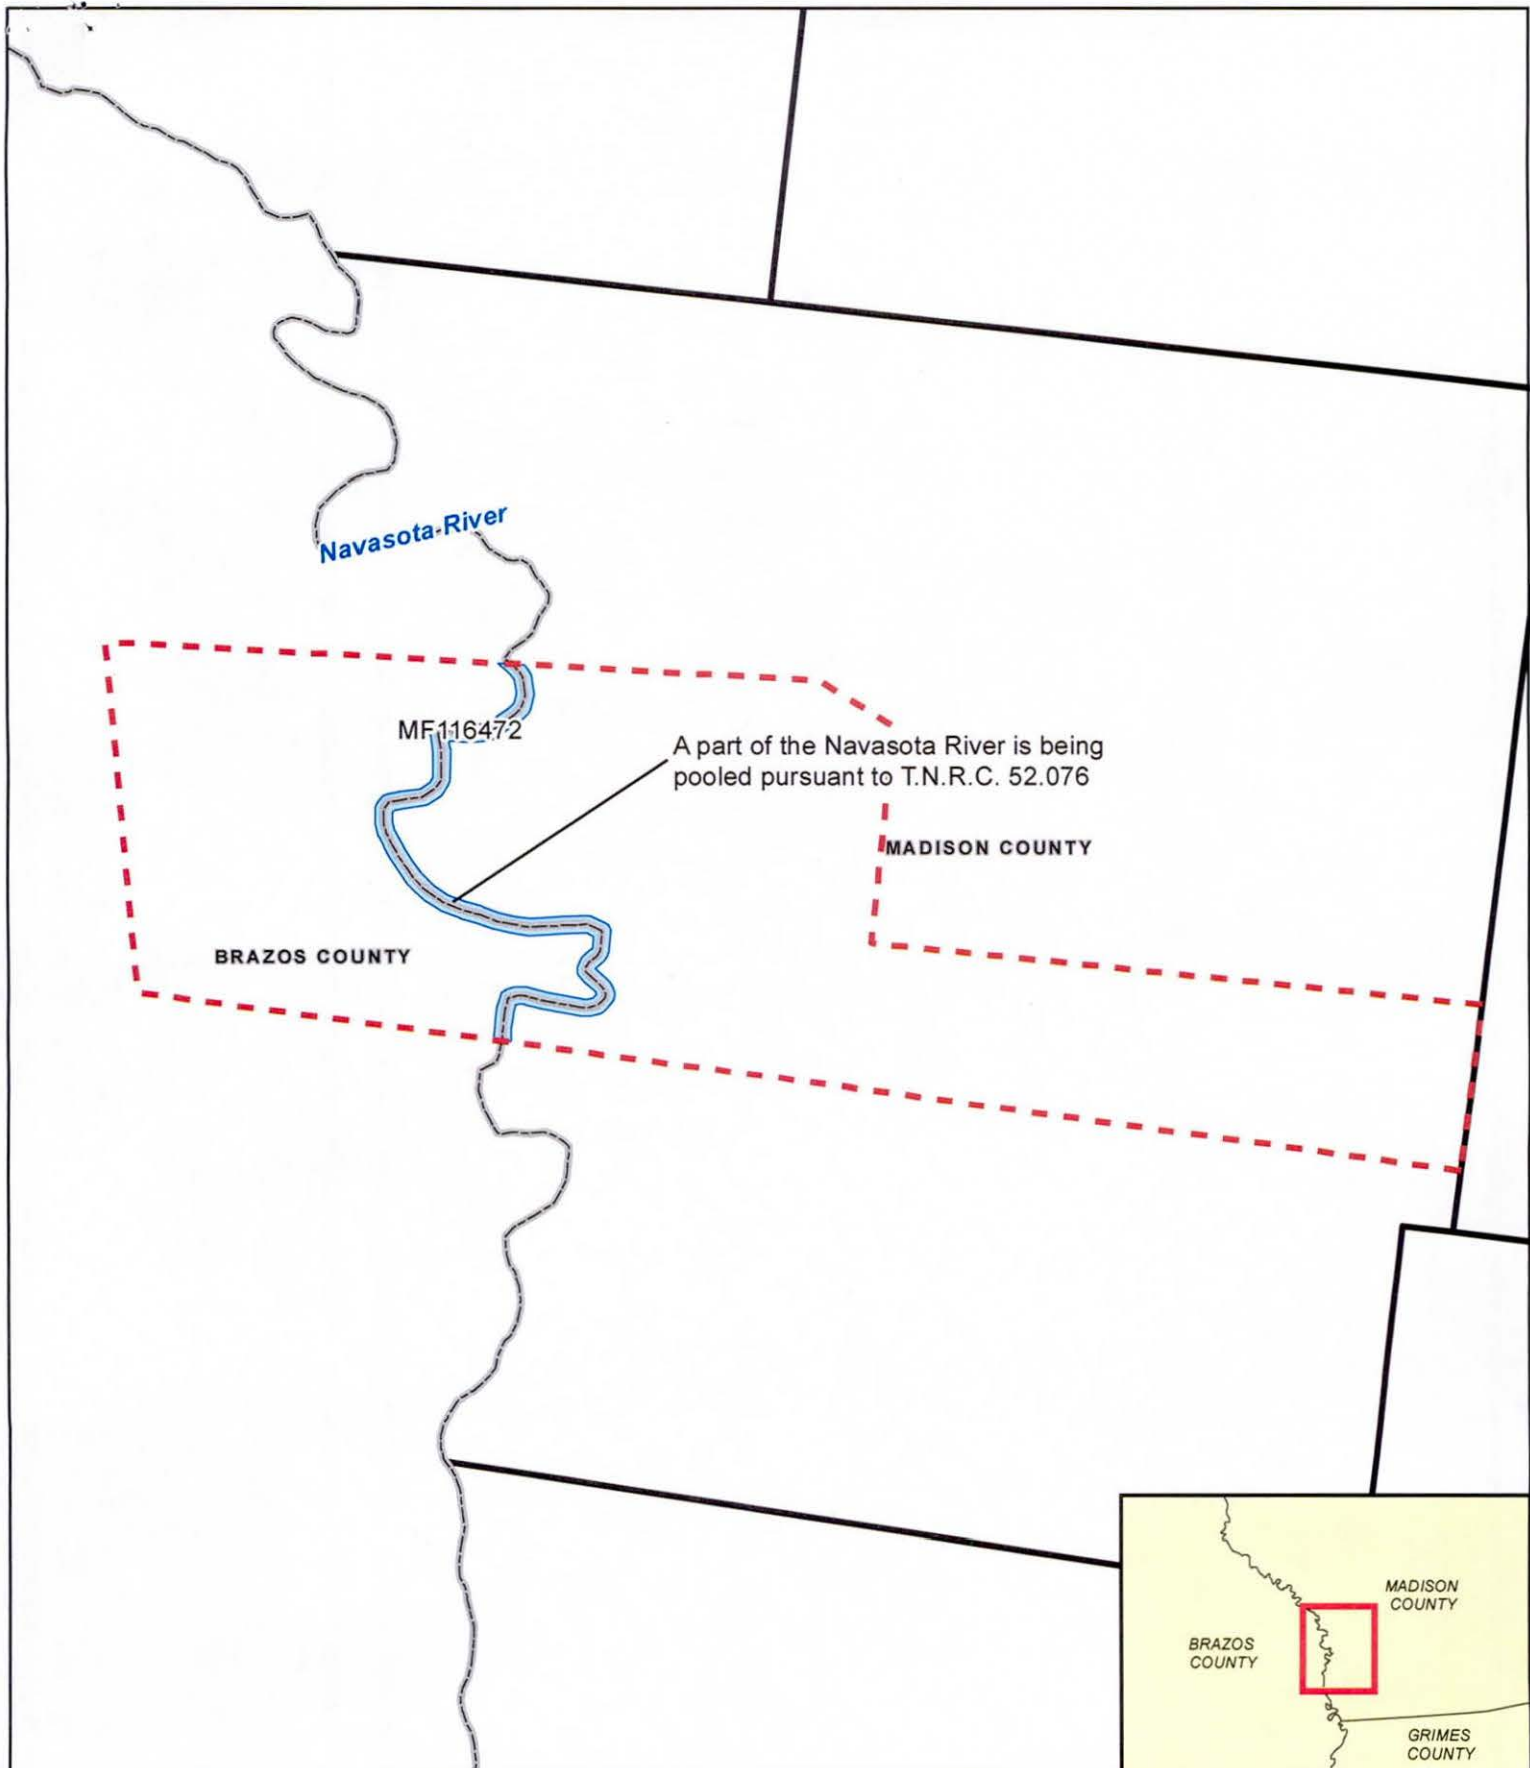 Navasota River
MF116472
A part of the Navasota River is being
pooled pursuant to T.N.R.C. 52.076
MADISON COUNTY
BRAZOS COUNTY
MADISON
COUNTY
BRAZOS
COUNTY
GRIMES
COUNTY